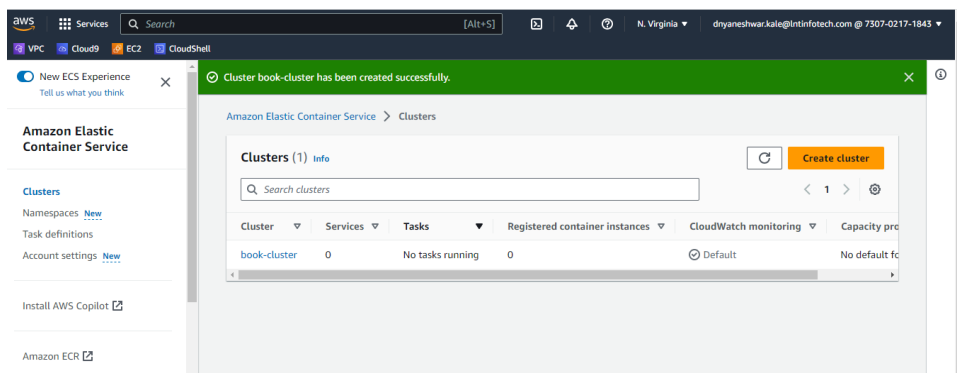 aws Services Search [Alt+S] N. Virginia dnyaneshwar.kale@lntinfotech.com @ 7307-0217-1843
VPC Cloud9 EC2 CloudShell
New ECS Experience
Tell us what you think
Amazon Elastic
Container Service
Clusters
Namespaces New
Task definitions
Account settings New
Install AWS Copilot
Amazon ECR
Cluster book-cluster has been created successfully.
Amazon Elastic Container Service > Clusters
Clusters (1) Info
Create cluster
Search clusters
1
Cluster Services Tasks Registered container instances CloudWatch monitoring Capacity pro
book-cluster 0 No tasks running 0 Default No default fo